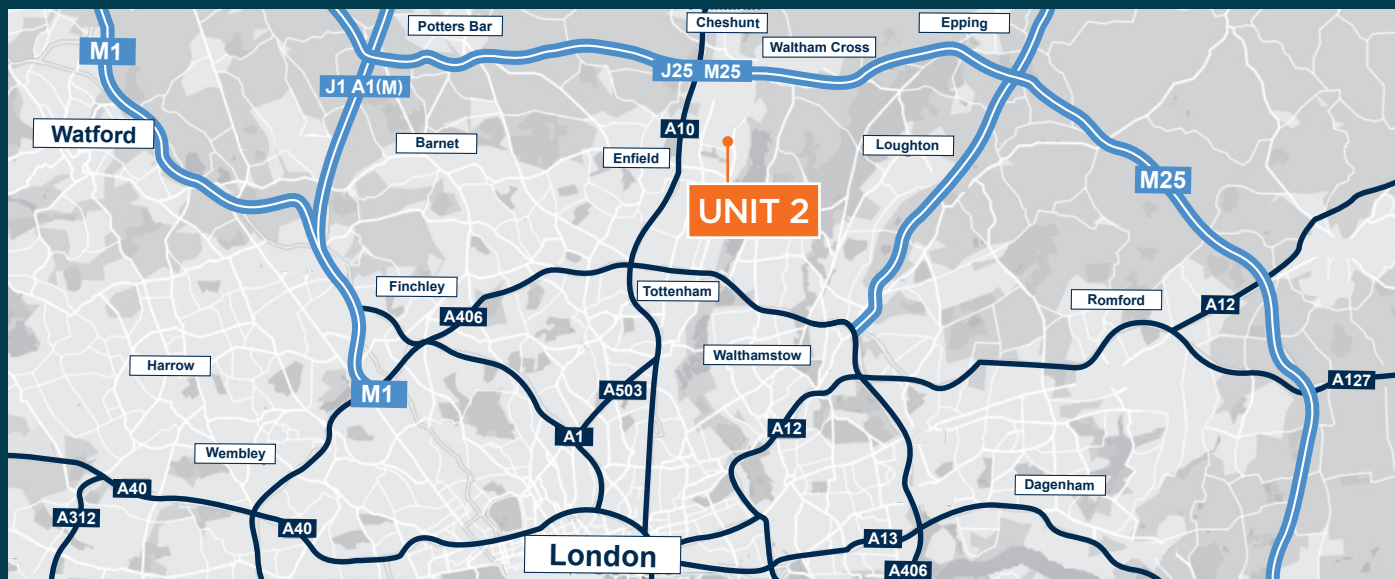 Potters Bar
Cheshunt
Epping
M1
Waltham Cross
J25 M25
J1 A1(M)
Watford
A10
Barnet
Enfield
Loughton
M25
UNIT 2
Finchley
Tottenham
Romford
A12
A406
Walthamstow
Harrow
A127
M1
A503
A12
A1
Wembley
Dagenham
A40
A312
A40
A13
London
A406